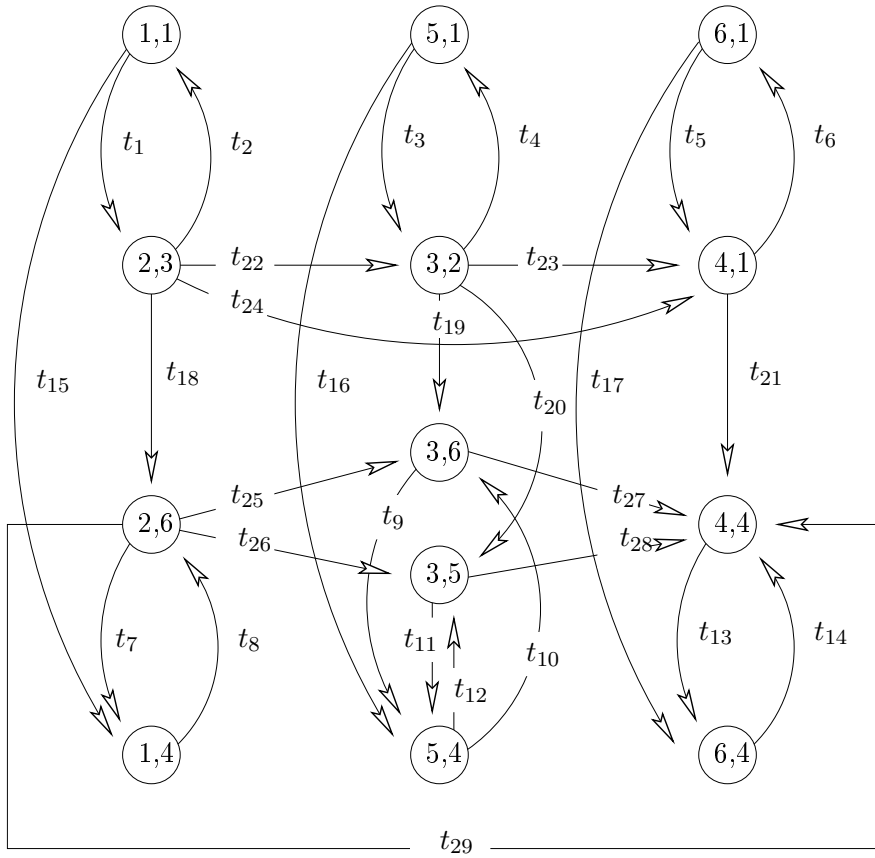 1,1 5,1 6,1
t1 t2 t3 t4 t5 t6
2,3 t22 3,2 t23 4,1
t24 t19
t15 t18 t16 t20 t17 t21
3,6
t25 t27
2,6 t26 t9 t28 4,4
3,5
t7 t8 t11 t10 t13 t14
t12
1,4 5,4 6,4
t29